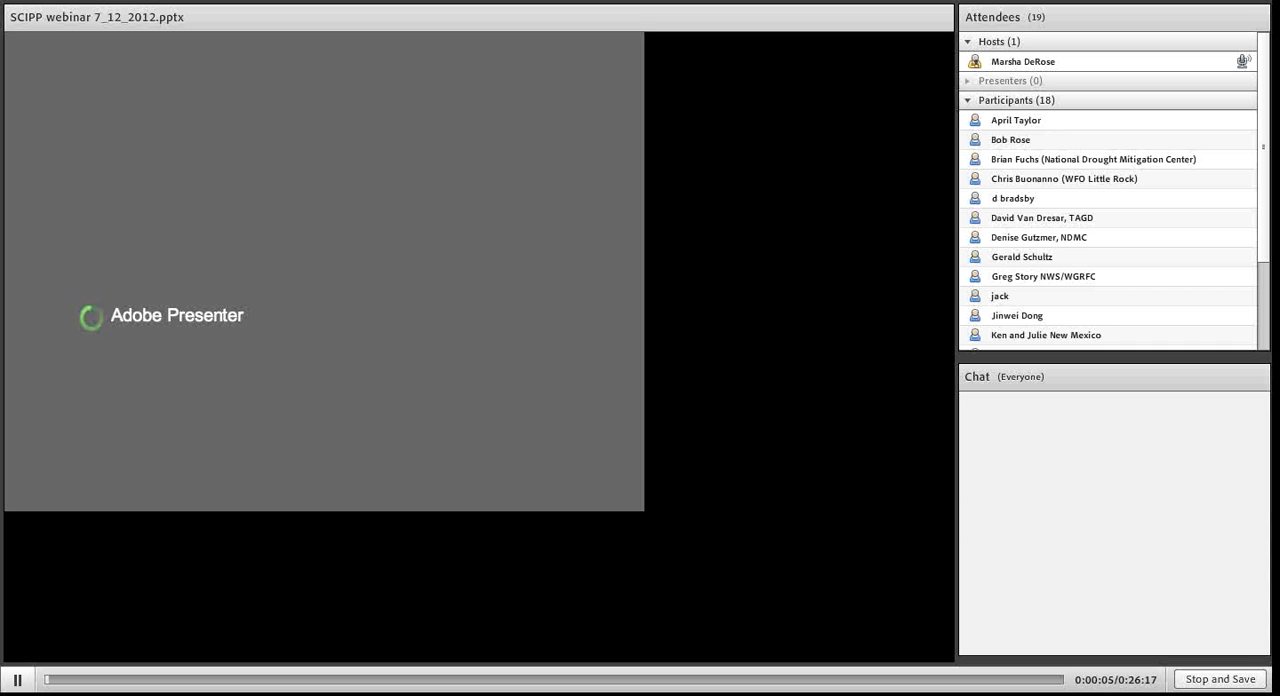 SCIPP webinar 7_12_2012.pptx
Adobe Presenter
Attendees (19)
Hosts (1)
Marsha DeRose
Presenters (0)
Participants (18)
April Taylor
Bob Rose
Brian Fuchs (National Drought Mitigation Center)
Chris Buonanno (WFO Little Rock)
d bradsby
David Van Dresar, TAGD
Denise Gutzmer, NDMC
Gerald Schultz
Greg Story NWS/WGRFC
jack
Jinwei Dong
Ken and Julie New Mexico
Chat (Everyone)
0:00:05/0:26:17
Stop and Save